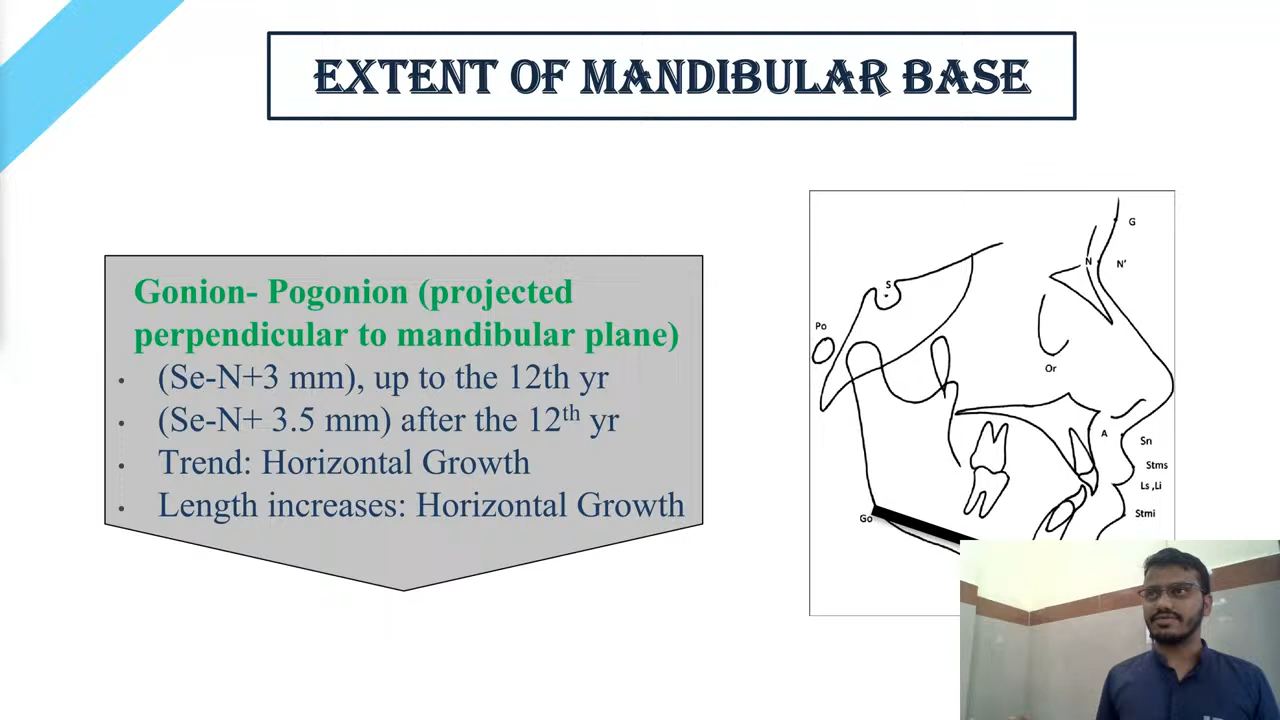 EXTENT OF MANDIBULAR BASE
Gonion- Pogonion (projected
perpendicular to mandibular plane)
• (Se-N+3 mm), up to the 12th yr
• (Se-N+ 3.5 mm) after the 12th yr
• Trend: Horizontal Growth
• Length increases: Horizontal Growth
G
N N'
S
Po
Or
A
Sn
Stms
Ls ,Li
Stmi
Go